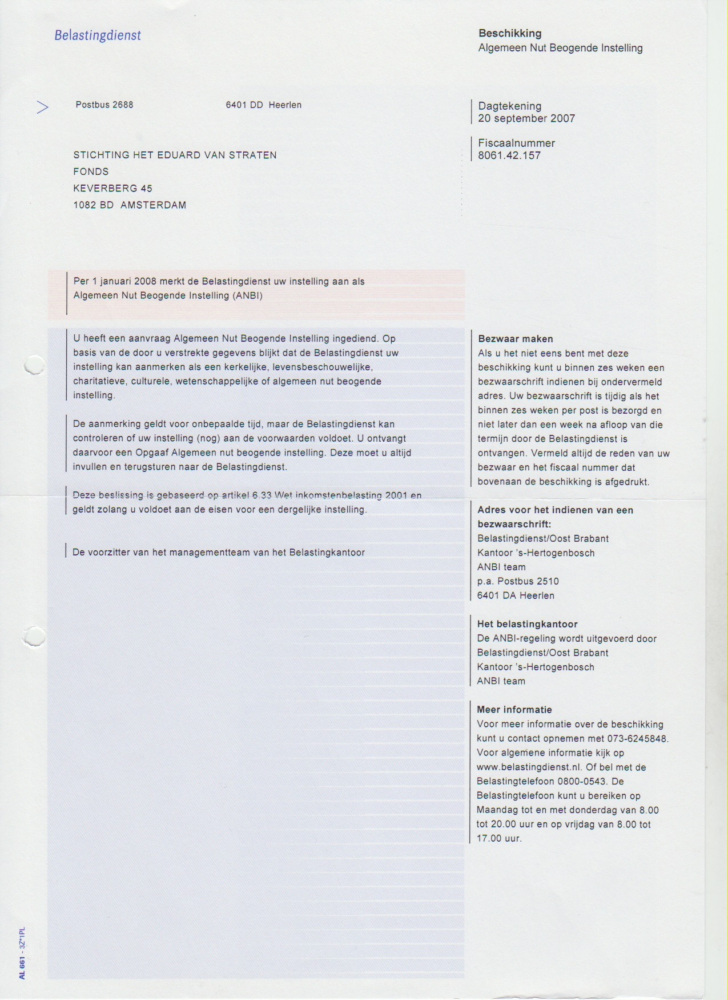 Belastingdienst
Beschikking
Algemeen Nut Beogende Instelling
> Postbus 2688 6401 DD Heerlen
Dagtekening
20 september 2007
Fiscaalnummer
8061.42.157
STICHTING HET EDUARD VAN STRATEN
FONDS
KEVERBERG 45
1082 BD AMSTERDAM
Per 1 januari 2008 merkt de Belastingdienst uw instelling aan als
Algemeen Nut Beogende Instelling (ANBI)
U heeft een aanvraag Algemeen Nut Beogende Instelling ingediend. Op
basis van de door u verstrekte gegevens blijkt dat de Belastingdienst uw
instelling kan aanmerken als een kerkelijke, levensbeschouwelijke,
charitatieve, culturele, wetenschappelijke of algemeen nut beogende
instelling.
De aanmerking geldt voor onbepaalde tijd, maar de Belastingdienst kan
controleren of uw instelling (nog) aan de voorwaarden voldoet. U ontvangt
daarvoor een Opgaaf Algemeen nut beogende instelling. Deze moet u altijd
invullen en terugsturen naar de Belastingdienst.
Deze beslissing is gebaseerd op artikel 6.33 Wet inkomstenbelasting 2001 en
geldt zolang u voldoet aan de eisen voor een dergelijke instelling.
De voorzitter van het managementteam van het Belastingkantoor
Bezwaar maken
Als u het niet eens bent met deze
beschikking kunt u binnen zes weken een
bezwaarschrift indienen bij ondervermeld
adres. Uw bezwaarschrift is tijdig als het
binnen zes weken per post is bezorgd en
niet later dan een week na afloop van die
termijn door de Belastingdienst is
ontvangen. Vermeld altijd de reden van uw
bezwaar en het fiscaal nummer dat
bovenaan de beschikking is afgedrukt.
Adres voor het indienen van een
bezwaarschrift:
Belastingdienst/Oost Brabant
Kantoor 's-Hertogenbosch
ANBI team
p.a. Postbus 2510
6401 DA Heerlen
Het belastingkantoor
De ANBI-regeling wordt uitgevoerd door
Belastingdienst/Oost Brabant
Kantoor 's-Hertogenbosch
ANBI team
Meer informatie
Voor meer informatie over de beschikking
kunt u contact opnemen met 073-6245848.
Voor algemene informatie kijk op
www.belastingdienst.nl. Of bel met de
Belastingtelefoon 0800-0543. De
Belastingtelefoon kunt u bereiken op
Maandag tot en met donderdag van 8.00
tot 20.00 uur en op vrijdag van 8.00 tot
17.00 uur.
AL 661 - 3Z*1PL